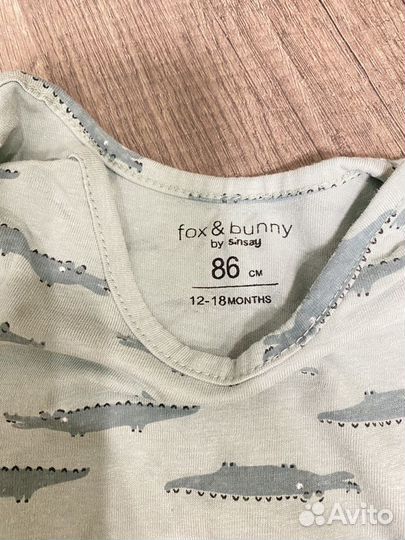 fox & bunny
by sinsay
86 CM
12-18 MONTHS
Avito